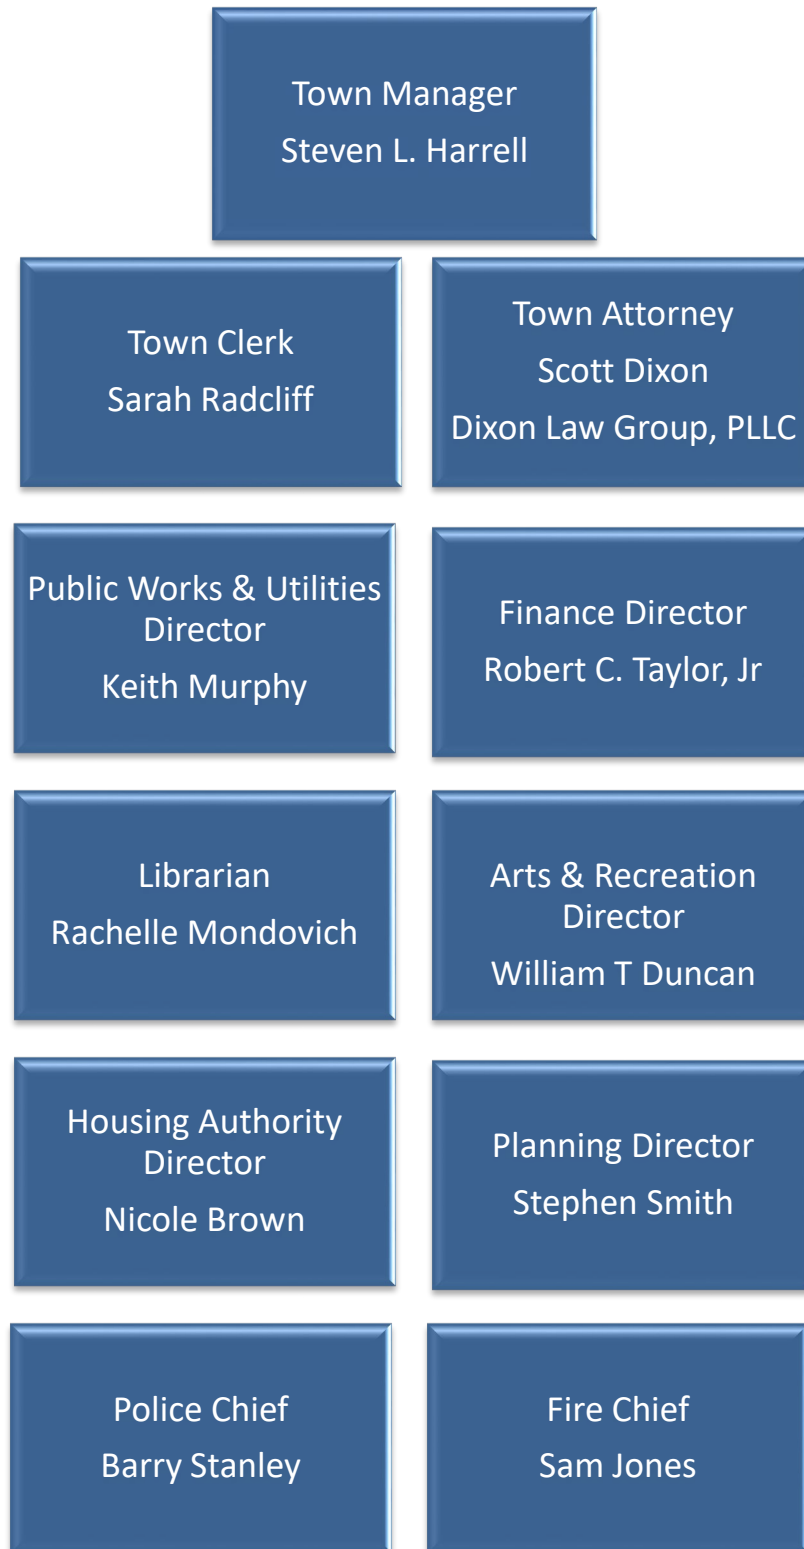 Town Manager
Steven L. Harrell
Town Clerk
Sarah Radcliff
Town Attorney
Scott Dixon
Dixon Law Group, PLLC
Public Works & Utilities
Director
Keith Murphy
Finance Director
Robert C. Taylor, Jr
Librarian
Rachelle Mondovich
Arts & Recreation
Director
William T Duncan
Housing Authority
Director
Nicole Brown
Planning Director
Stephen Smith
Police Chief
Barry Stanley
Fire Chief
Sam Jones